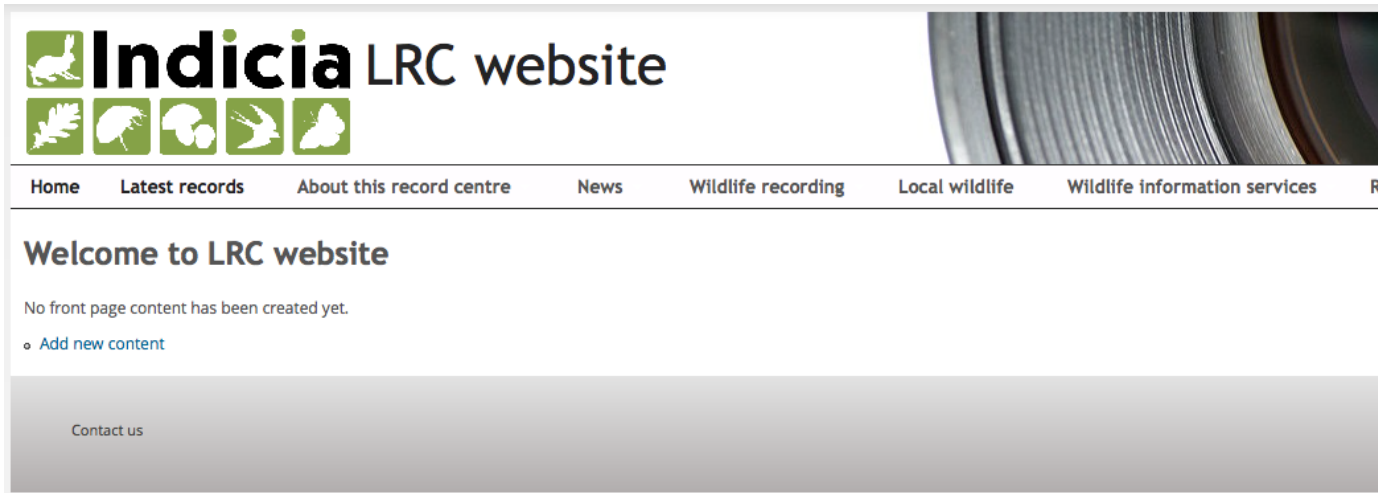 Indicia LRC website
Home Latest records About this record centre News Wildlife recording Local wildlife Wildlife information services R
Welcome to LRC website
No front page content has been created yet.
Add new content
Contact us